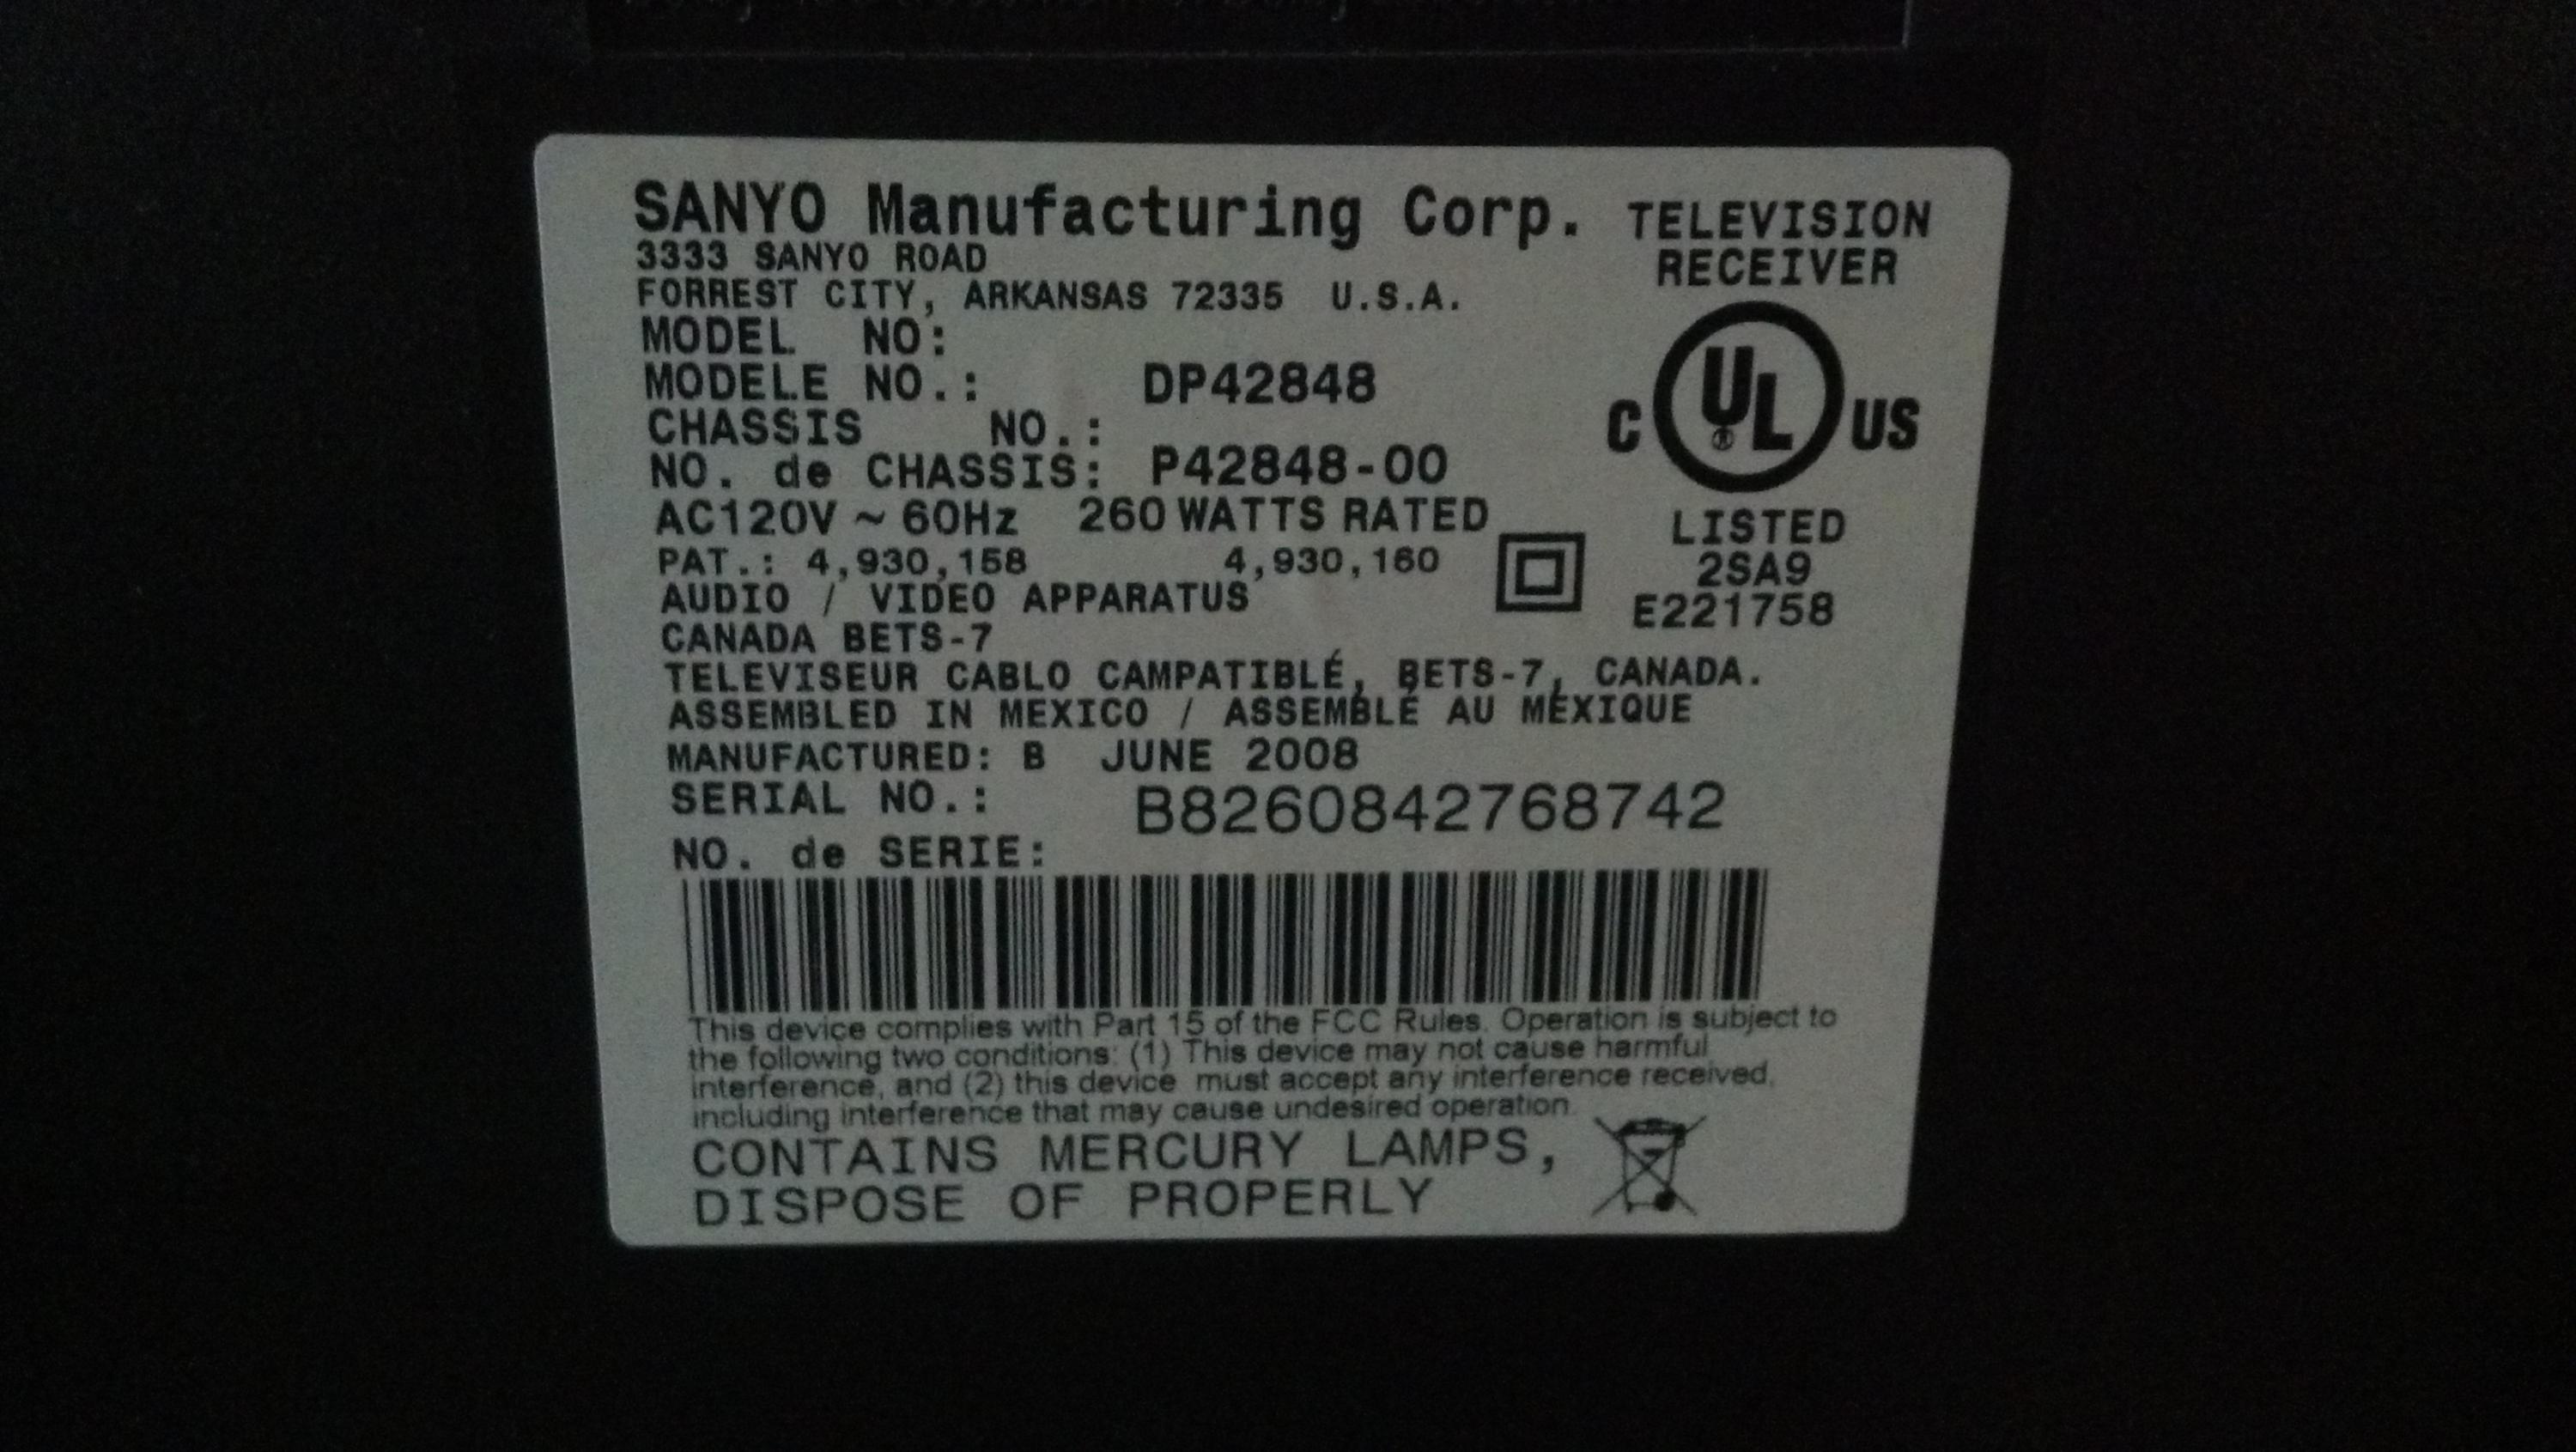 SANYO Manufacturing Corp. TELEVISION
RECEIVER
3333 SANYO ROAD
FORREST CITY, ARKANSAS 72335 U.S.A.
MODEL NO:
MODELE NO.: DP42848
CHASSIS NO.:
NO. de CHASSIS: P42848-00
AC120V ~ 60Hz 260 WATTS RATED
PAT.: 4,930,158 4,930,160
AUDIO / VIDEO APPARATUS
CANADA BETS-7
TELEVISEUR CABLO CAMPATIBLÉ, BETS-7, CANADA.
ASSEMBLED IN MEXICO / ASSEMBLÉ AU MÉXIQUE
MANUFACTURED: B JUNE 2008
SERIAL NO.: B8260842768742
NO. de SERIE:
C UL® US
LISTED
2SA9
E221758
This device complies with Part 15 of the FCC Rules. Operation is subject to
the following two conditions: (1) This device may not cause harmful
interference, and (2) this device must accept any interference received,
including interference that may cause undesired operation.
CONTAINS MERCURY LAMPS,
DISPOSE OF PROPERLY